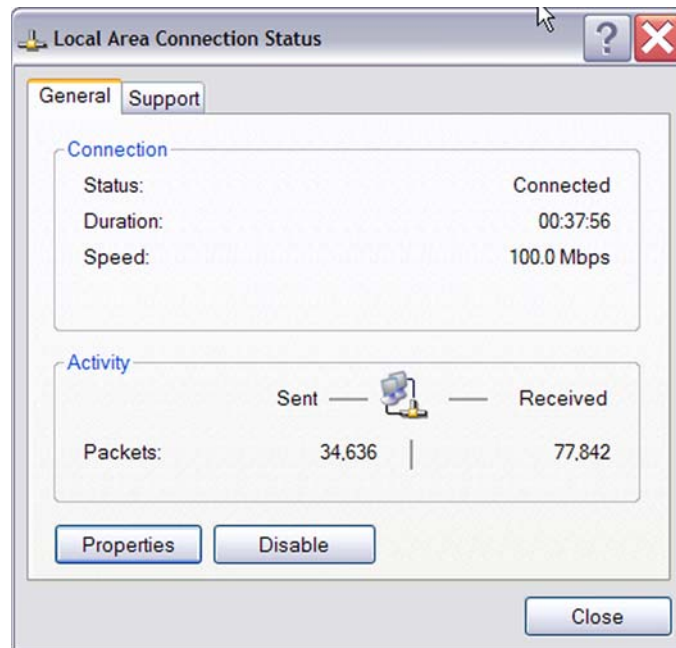 Local Area Connection Status
?
General Support
Connection
Status: Connected
Duration: 00:37:56
Speed: 100.0 Mbps
Activity
Sent Received
Packets: 34,636 77,842
Properties Disable
Close